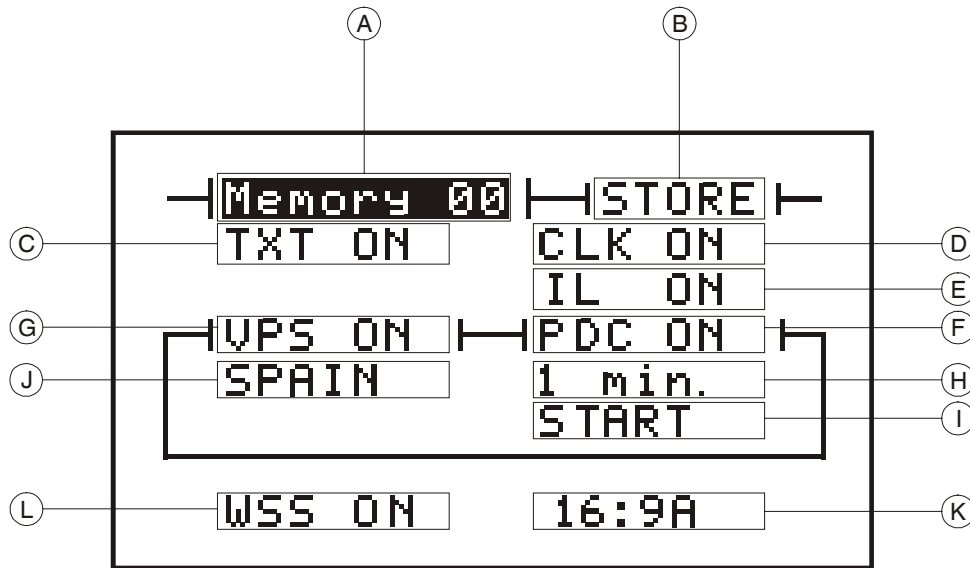 A B
Memory 00 STORE
C TXT ON CLK ON D
IL ON E
G VPS ON PDC ON F
J SPAIN 1 min. H
START I
L WSS ON 16:9A K